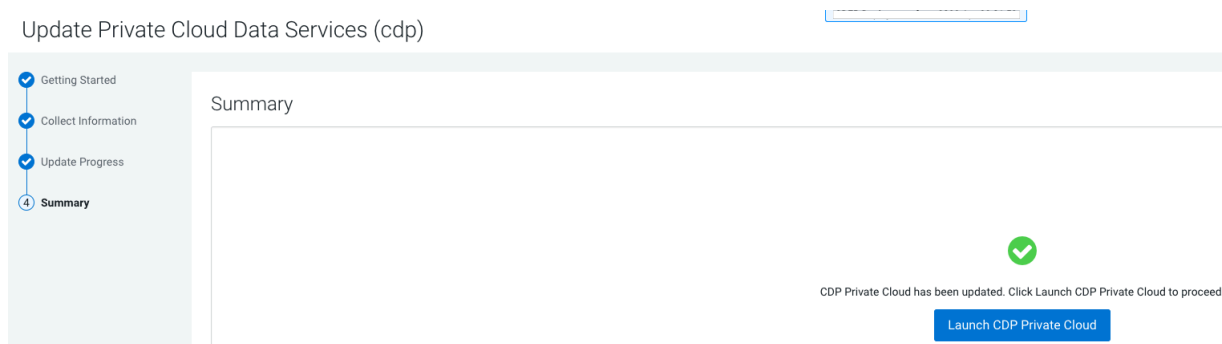 Update Private Cloud Data Services (cdp)
Getting Started
Collect Information
Update Progress
4 Summary
Summary
CDP Private Cloud has been updated. Click Launch CDP Private Cloud to proceed
Launch CDP Private Cloud